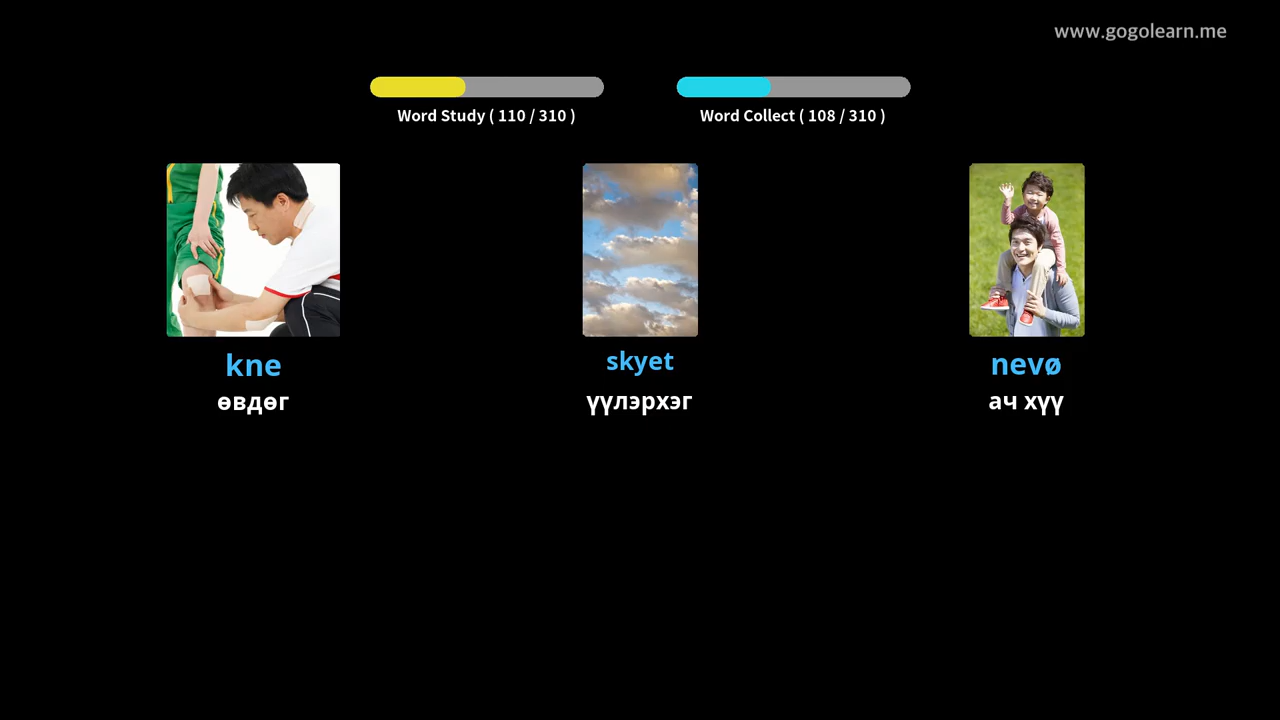 www.gogolearn.me
Word Study ( 110 / 310 )
Word Collect ( 108 / 310 )
kne
skyet
nevø
өвдөг
үүлэрхэг
ач хүү